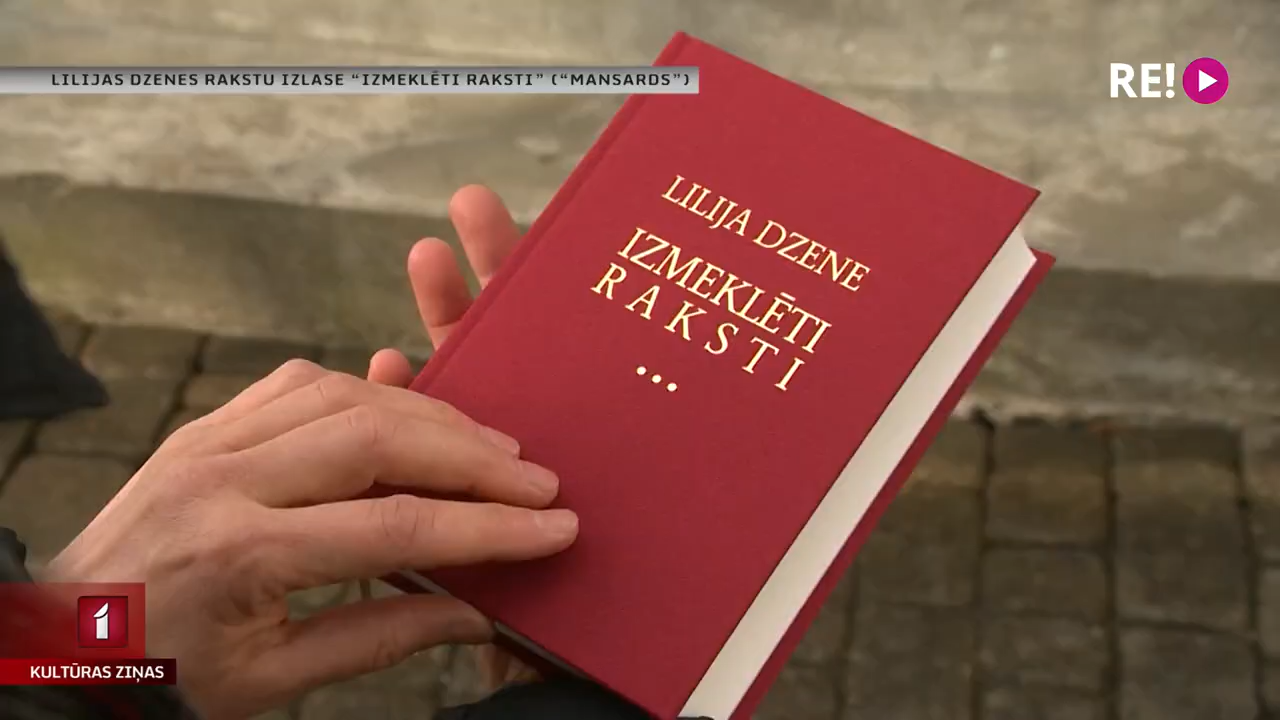 LILIJAS DZENES RAKSTU IZLASE “IZMEKLĒTI RAKSTI” (“MANSARDS”)
RE!
LILIJA DZENE
IZMEKLĒTI
RAKSTI
...
1
KULTŪRAS ZIŅAS